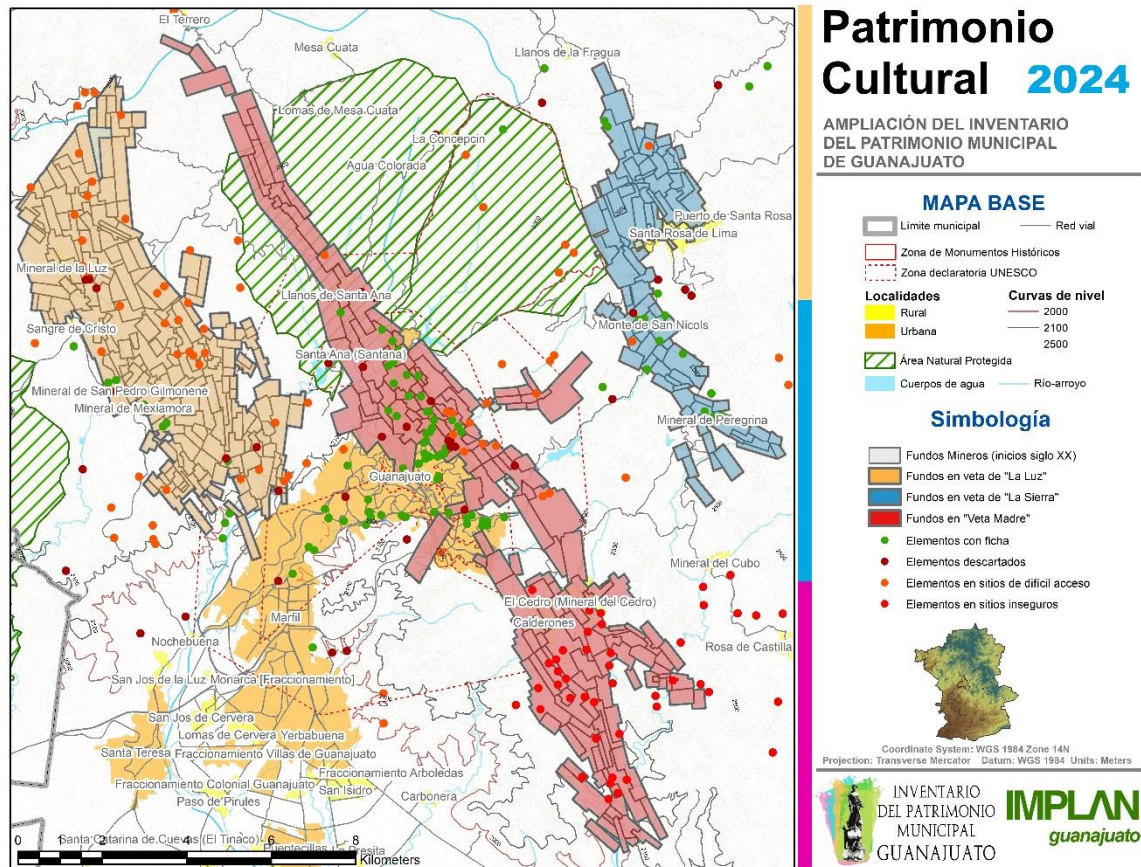 El Terrero
Mesa Cuata
Llanos de la Fragua
Lomas de Mesa Cuata
La Concepcin
Agua Colorada
Puerto de Santa Rosa
Santa Rosa de Lima
Mineral de la Luz
Llanos de Santa Ana
Sangre de Cristo
Monte de San Nicols
Santa Ana (Santana)
Mineral de San Pedro Gilmonene
Mineral de Mexiamora
Mineral de Peregrina
Guanajuato
Mineral del Cubo
El Cedro (Mineral del Cedro)
Calderones
Marfil
Nochebuena
Rosa de Castilla
San Jos de la Luz Monarca [Fraccionamiento]
San Jos de Cervera
Lomas de Cervera
Yerbabuena
Santa Teresa
Fraccionamiento Villas de Guanajuato
Fraccionamiento Arboledas
Fraccionamiento Colonial Guanajuato
San Isidro
Carbonera
Paso de Pirules
Santa Catarina de Cuevas (El Tinaco)
Puentecillas
La Presita
0 1 2 4 6 8
Kilometers
Patrimonio
Cultural 2024
AMPLIACIÓN DEL INVENTARIO
DEL PATRIMONIO MUNICIPAL
DE GUANAJUATO
MAPA BASE
Límite municipal
Red vial
Zona de Monumentos Históricos
Zona declaratoria UNESCO
Localidades
Curvas de nivel
Rural
2000
Urbana
2100
2500
Área Natural Protegida
Cuerpos de agua
Río-arroyo
Simbología
Fundos Mineros (inicios siglo XX)
Fundos en veta de "La Luz"
Fundos en veta de "La Sierra"
Fundos en "Veta Madre"
Elementos con ficha
Elementos descartados
Elementos en sitios de difícil acceso
Elementos en sitios inseguros
Coordinate System: WGS 1984 Zone 14N
Projection: Transverse Mercator Datum: WGS 1984 Units: Meters
INVENTARIO
DEL PATRIMONIO
MUNICIPAL
GUANAJUATO
IMPLAN
guanajuato